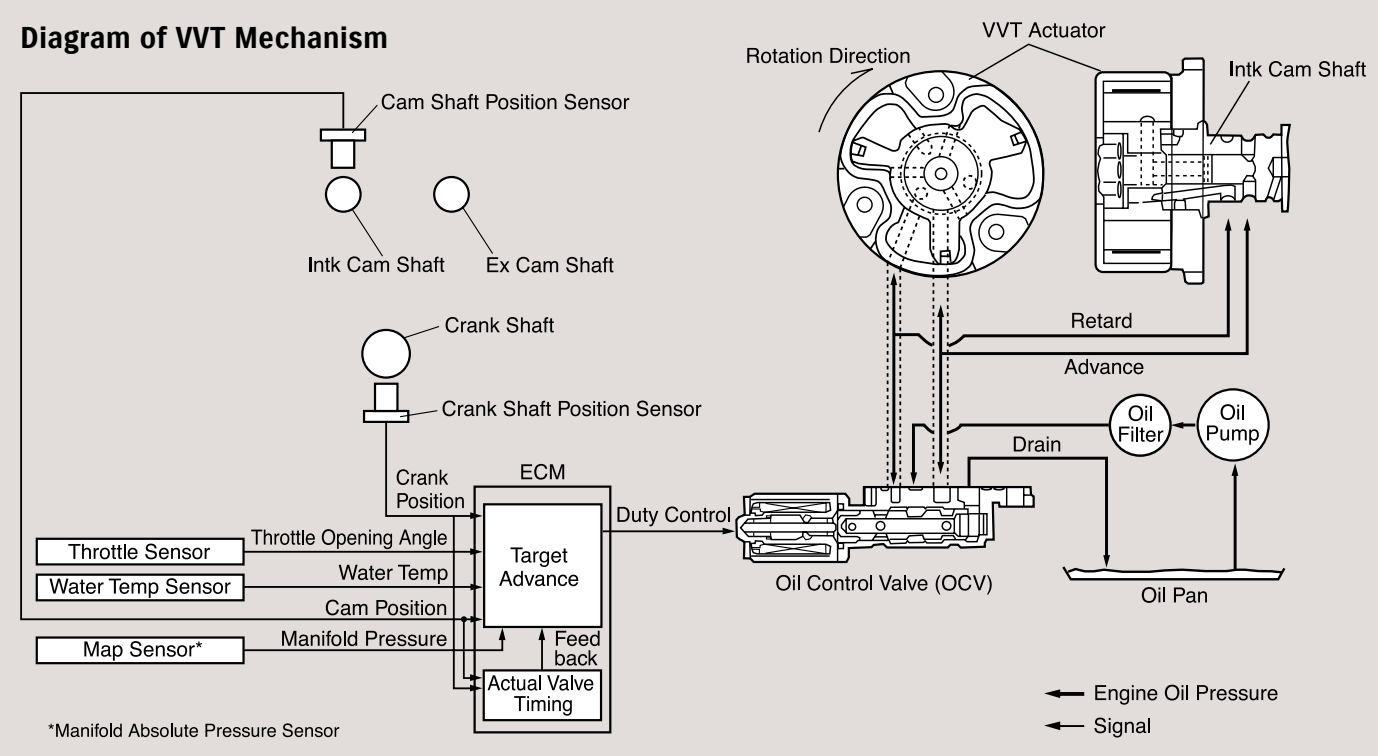 Diagram of VVT Mechanism
VVT Actuator
Rotation Direction
Intk Cam Shaft
Cam Shaft Position Sensor
Intk Cam Shaft
Ex Cam Shaft
Crank Shaft
Retard
Advance
Crank Shaft Position Sensor
Oil
Filter
Oil
Pump
Drain
Crank
Position
ECM
Duty Control
Throttle Sensor
Throttle Opening Angle
Target
Advance
Water Temp Sensor
Water Temp
Oil Control Valve (OCV)
Oil Pan
Cam Position
Map Sensor*
Manifold Pressure
Feed
back
Actual Valve
Timing
Engine Oil Pressure
Signal
*Manifold Absolute Pressure Sensor